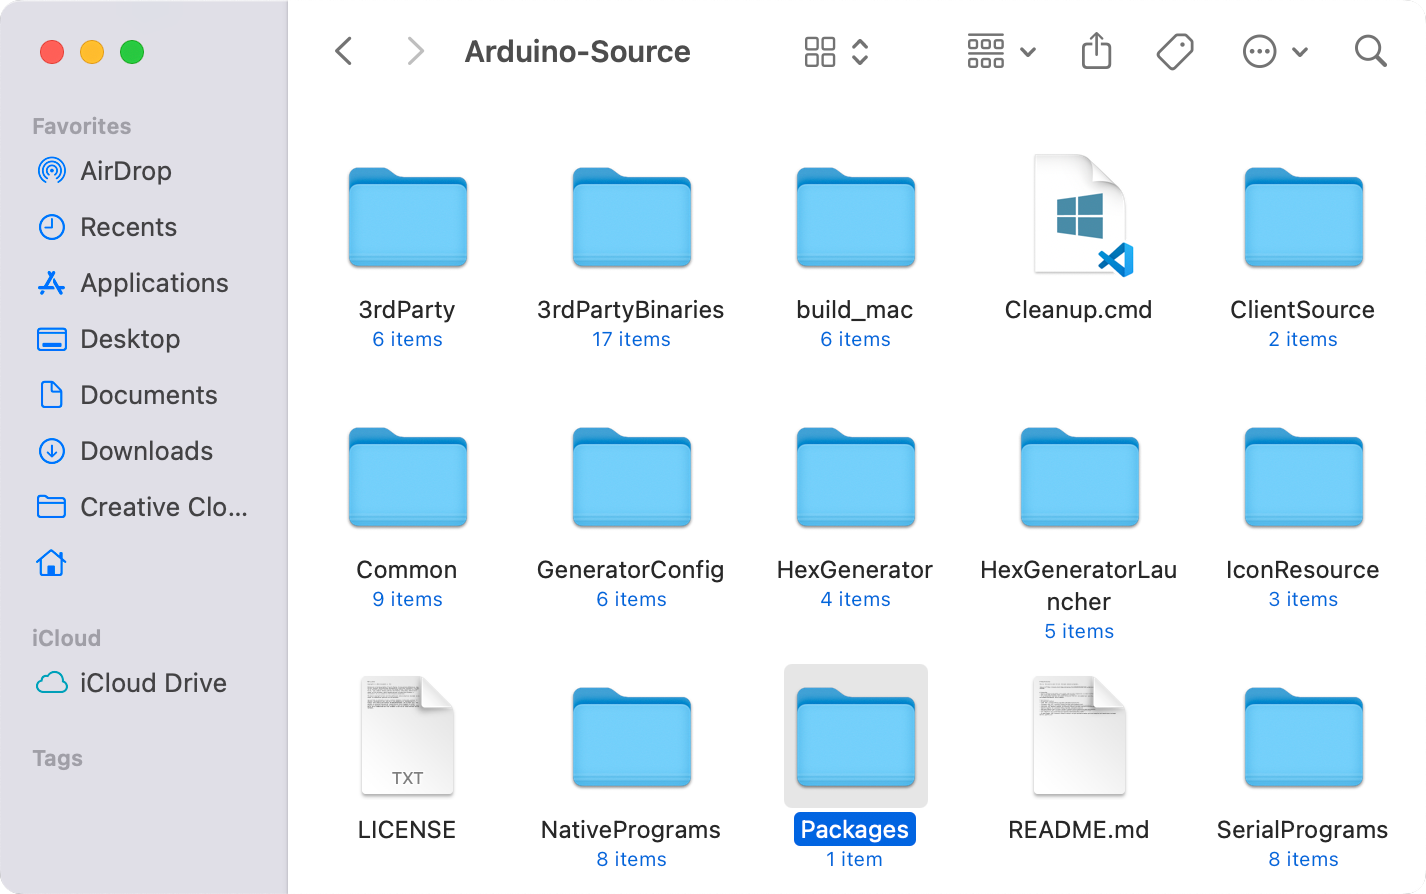 Arduino-Source
Favorites
AirDrop
Recents
Applications
Desktop
Documents
Downloads
Creative Clo...
iCloud
iCloud Drive
Tags
3rdParty
6 items
3rdPartyBinaries
17 items
build_mac
6 items
Cleanup.cmd
ClientSource
2 items
Common
9 items
GeneratorConfig
6 items
HexGenerator
4 items
HexGeneratorLau
ncher
5 items
IconResource
3 items
TXT
LICENSE
NativePrograms
8 items
Packages
1 item
README.md
SerialPrograms
8 items